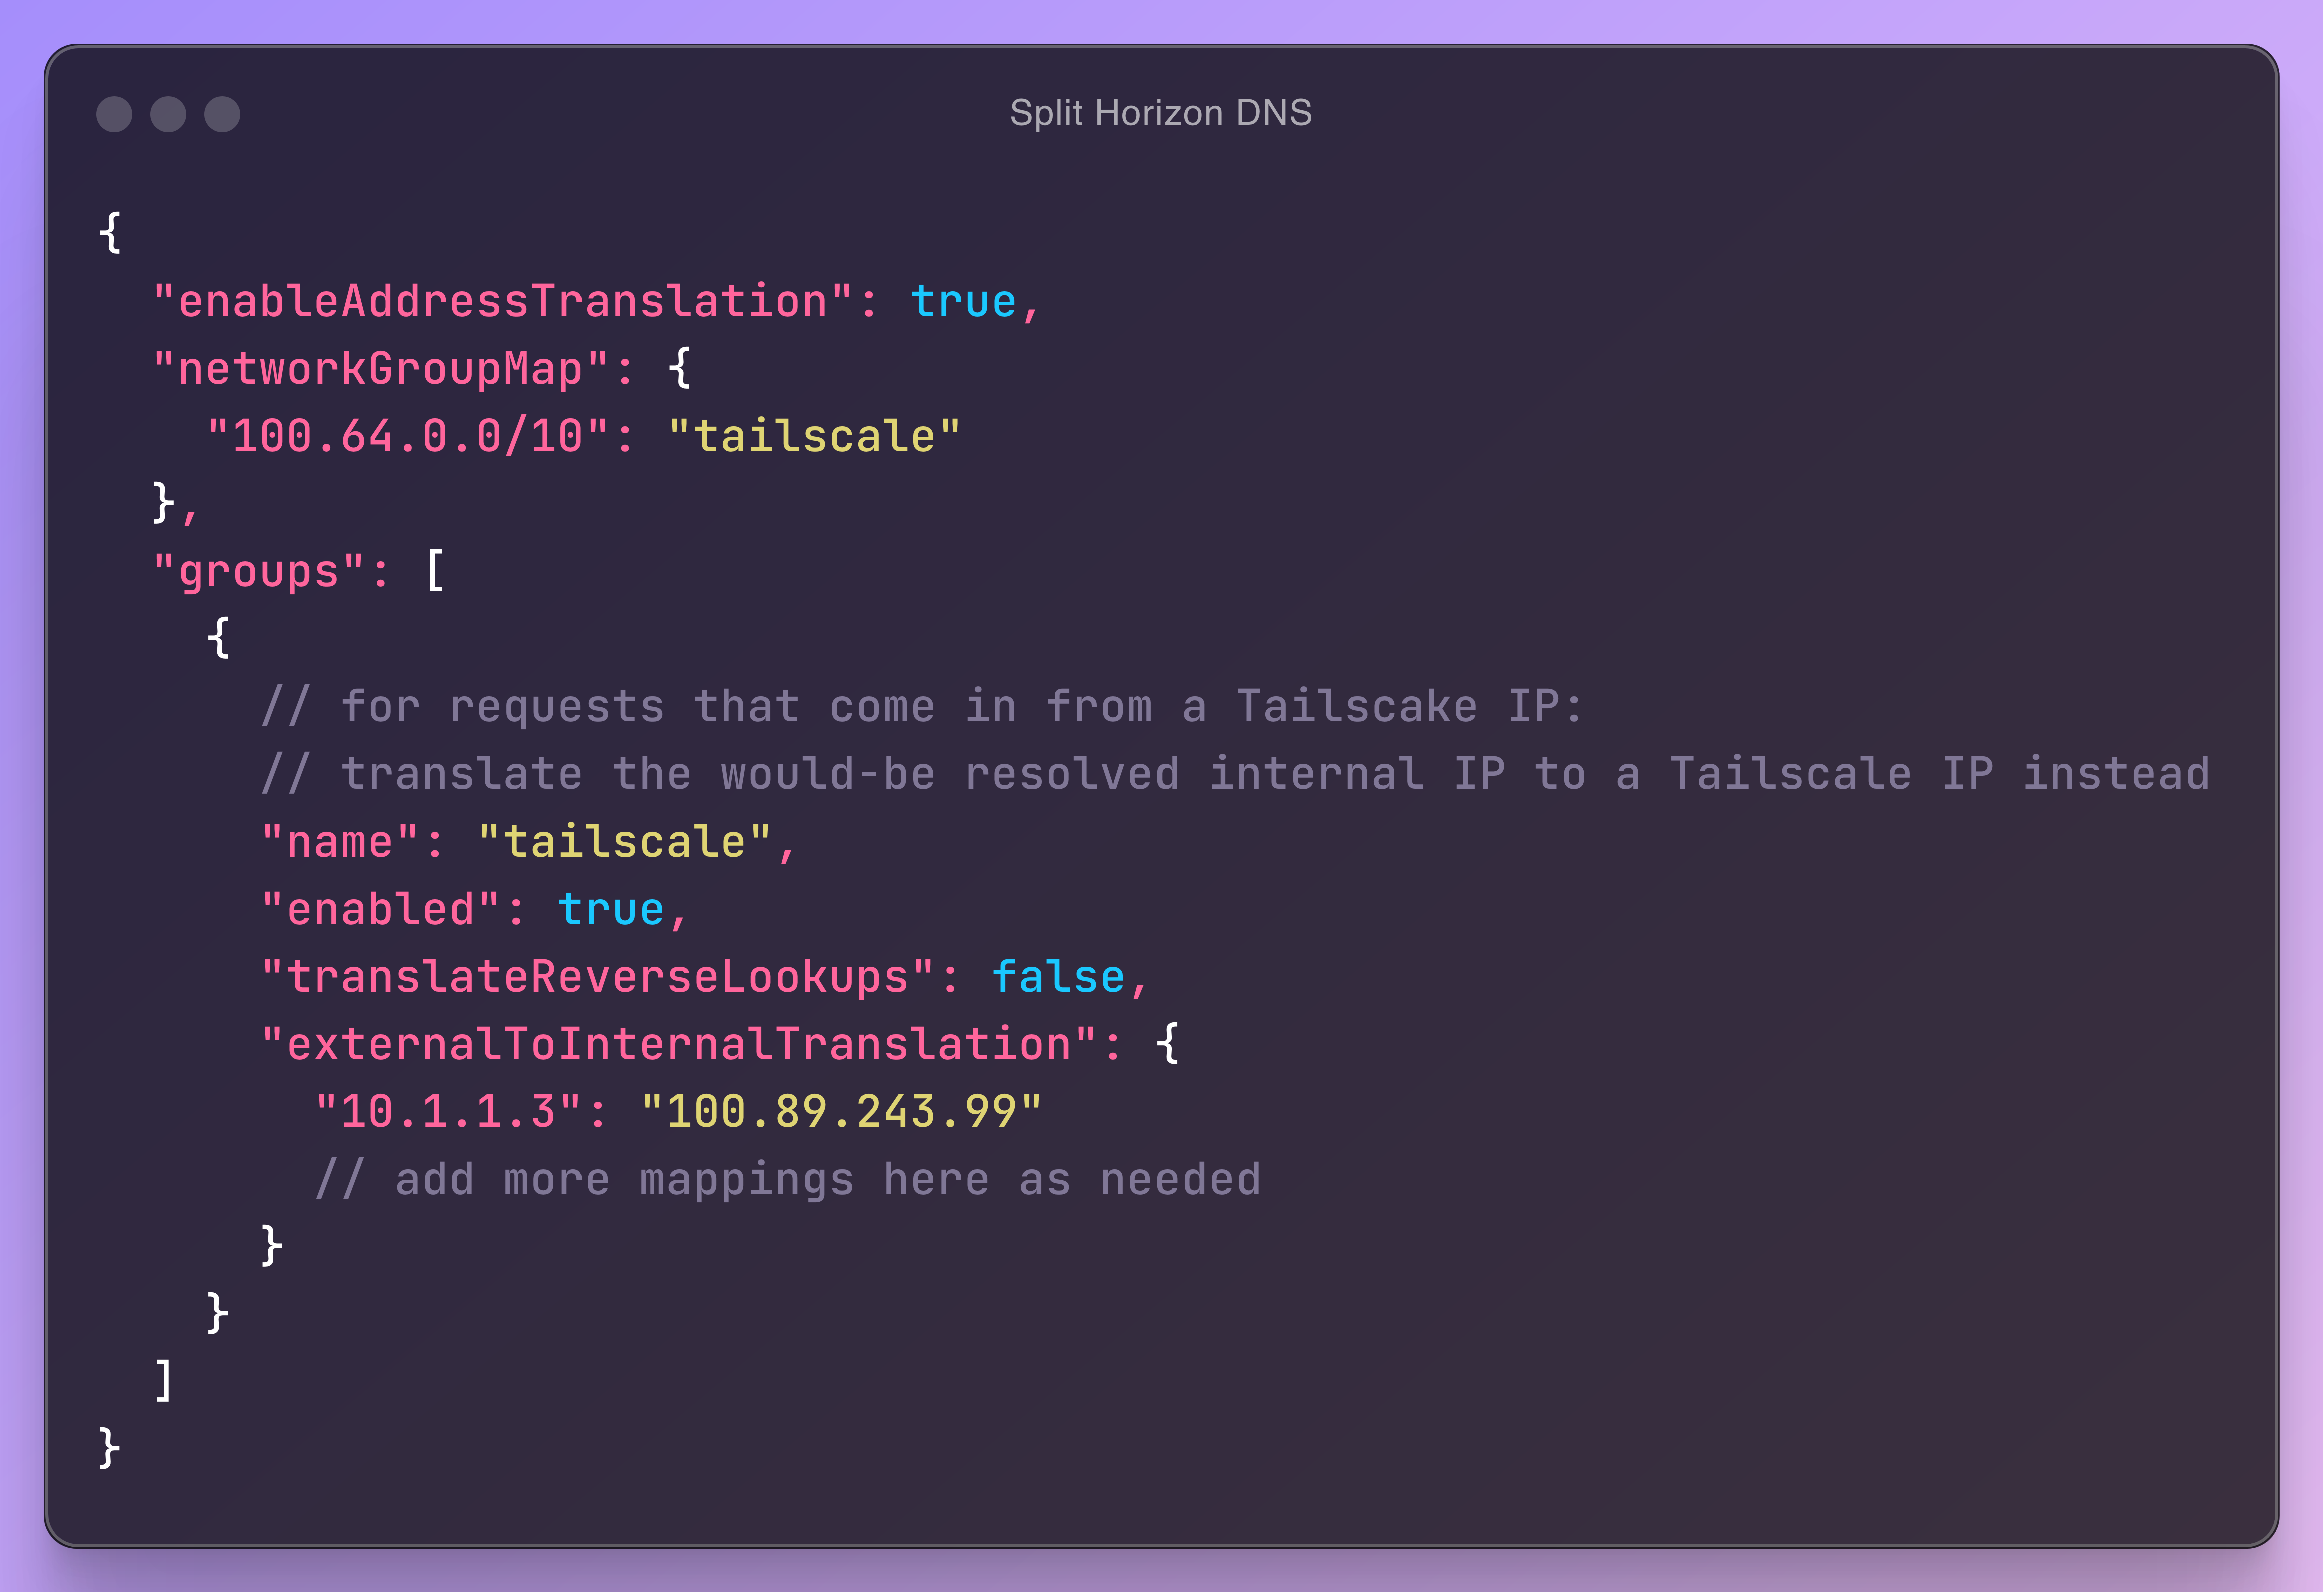 Split Horizon DNS
{
  "enableAddressTranslation": true,
  "networkGroupMap": {
    "100.64.0.0/10": "tailscale"
  },
  "groups": [
    {
      // for requests that come in from a Tailscake IP:
      // translate the would-be resolved internal IP to a Tailscale IP instead
      "name": "tailscale",
      "enabled": true,
      "translateReverseLookups": false,
      "externalToInternalTranslation": {
        "10.1.1.3": "100.89.243.99"
        // add more mappings here as needed
      }
    }
  ]
}